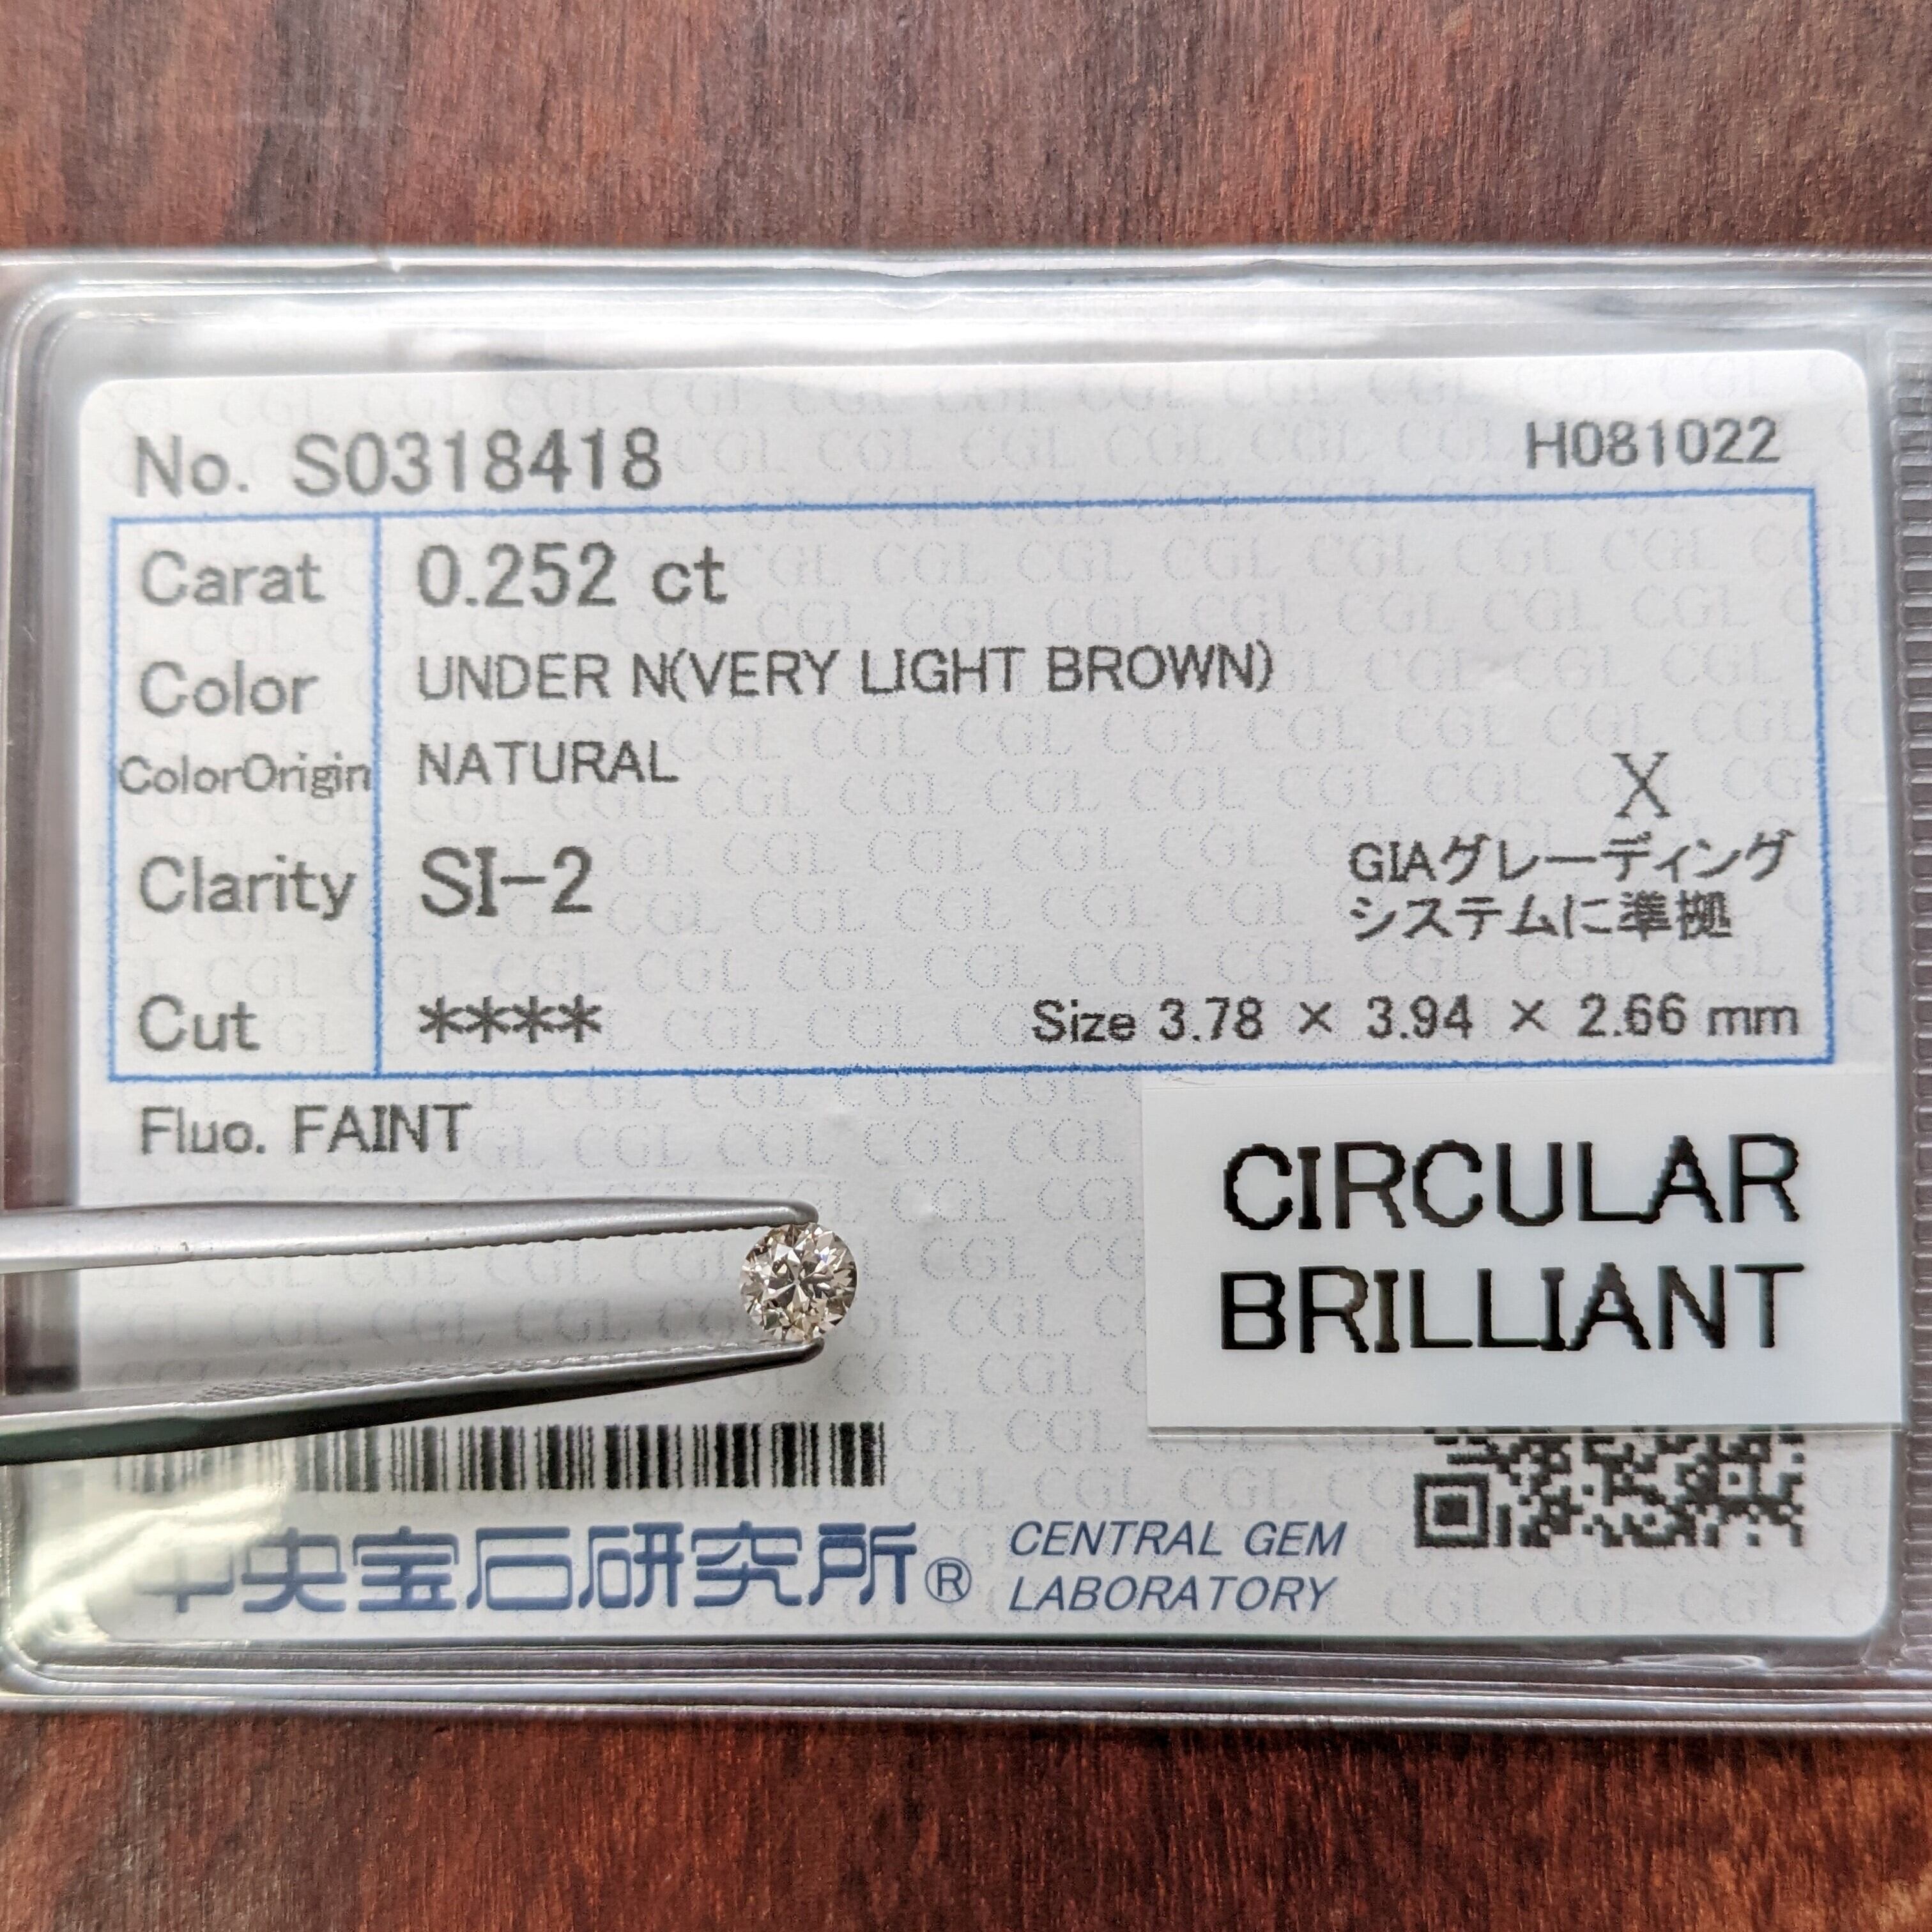 No. S0318418
H081022
Carat 0.252 ct
Color UNDER N(VERY LIGHT BROWN)
ColorOrigin NATURAL
X
Clarity SI-2
GIAグレーディング
システムに準拠
Cut **** Size 3.78 × 3.94 × 2.66 mm
Fluo. FAINT
CIRCULAR
BRILLIANT
中央宝石研究所® CENTRAL GEM
LABORATORY